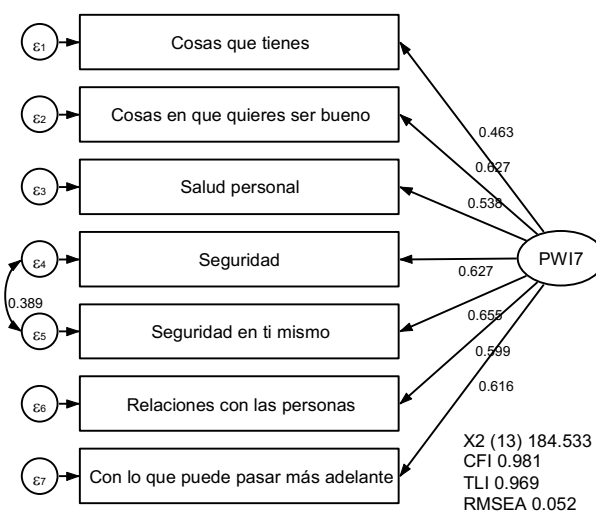 ε1
Cosas que tienes
0.463
ε2
Cosas en que quieres ser bueno
0.627
ε3
Salud personal
0.538
ε4
Seguridad
0.627
PWI7
0.389
ε5
Seguridad en ti mismo
0.655
ε6
Relaciones con las personas
0.599
0.616
ε7
Con lo que puede pasar más adelante
X2 (13) 184.533
CFI 0.981
TLI 0.969
RMSEA 0.052